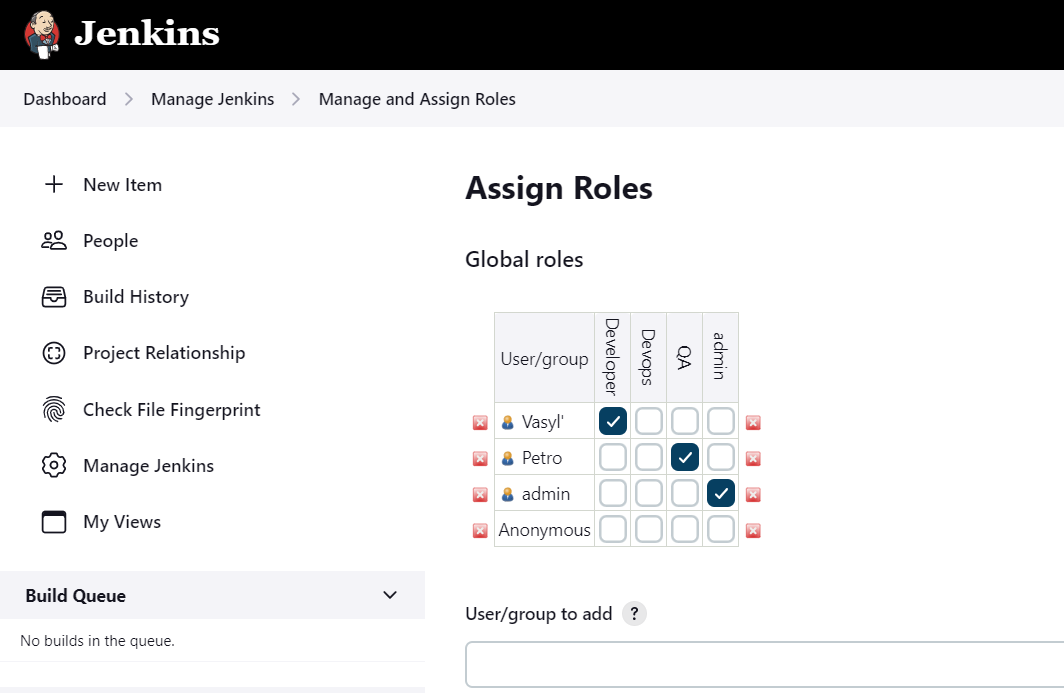 Jenkins
Dashboard > Manage Jenkins > Manage and Assign Roles
New Item
People
Build History
Project Relationship
Check File Fingerprint
Manage Jenkins
My Views
Build Queue
No builds in the queue.
Assign Roles
Global roles
User/group Developer Devops QA admin
Vasyl'
Petro
admin
Anonymous
User/group to add ?